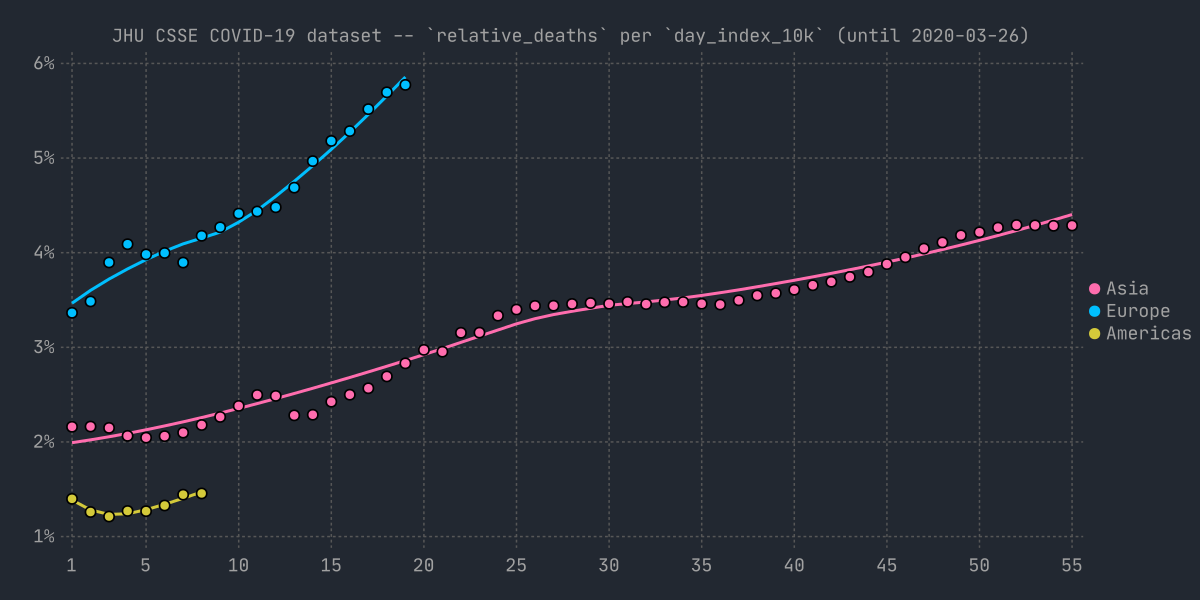 JHU CSSE COVID-19 dataset -- `relative_deaths` per `day_index_10k` (until 2020-03-26)
6%
5%
4%
3%
2%
1%
Asia
Europe
Americas
1 5 10 15 20 25 30 35 40 45 50 55